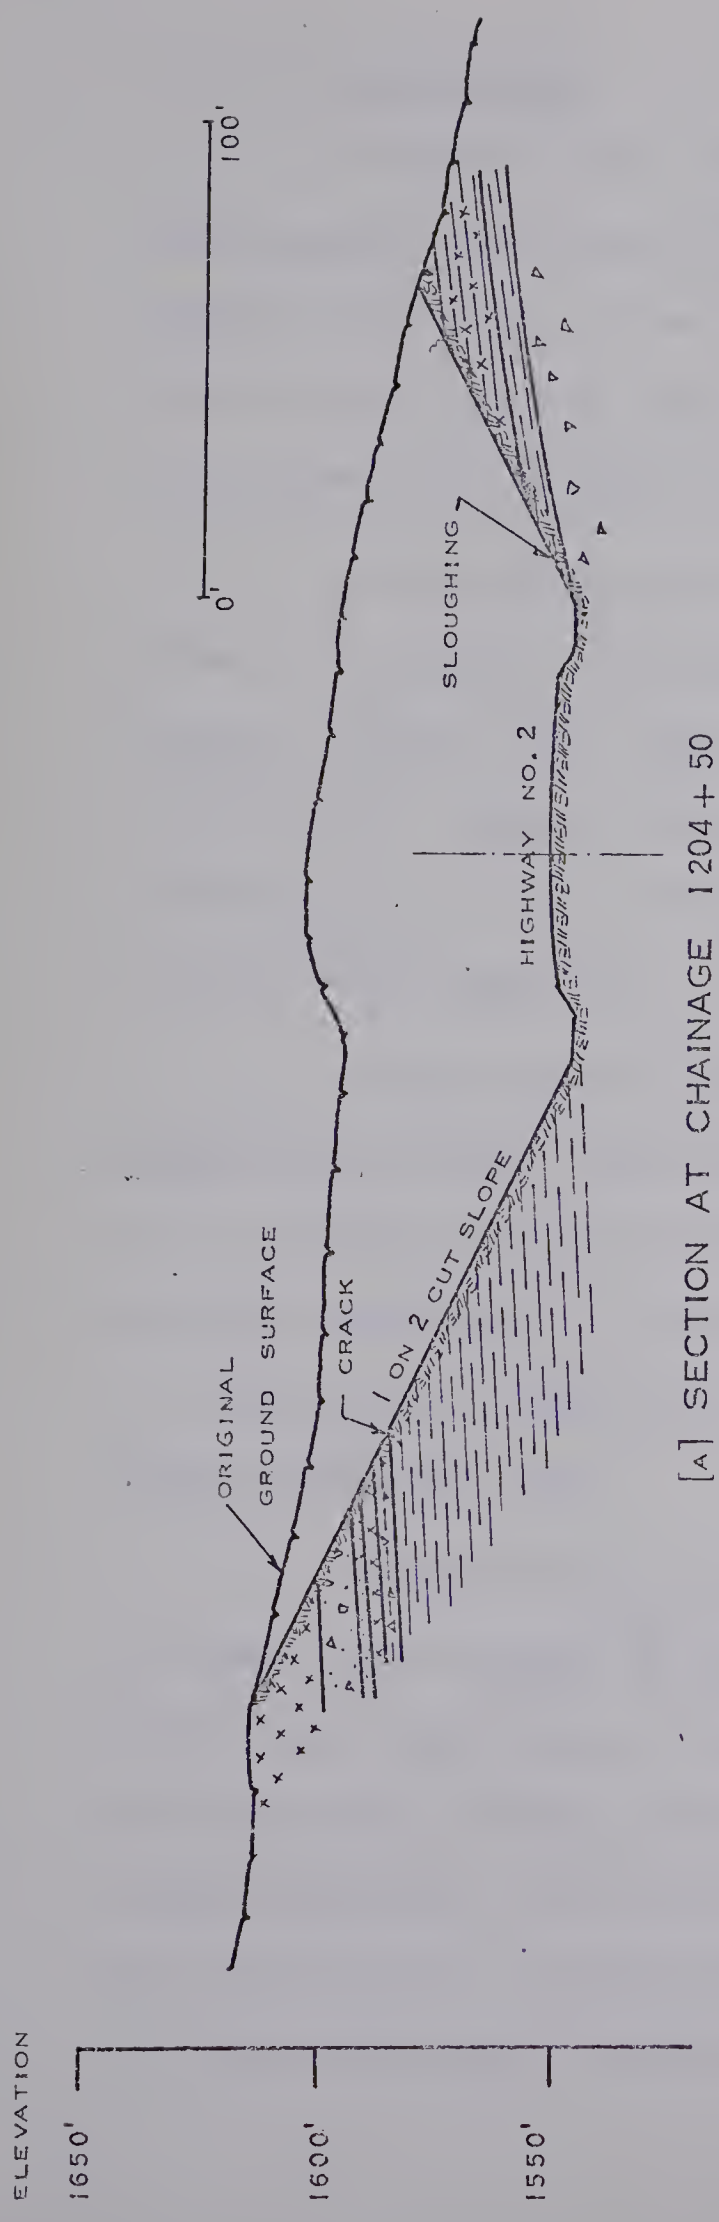 ELEVATION
1650'
1600'
1550'
ORIGINAL
GROUND SURFACE
CRACK
1 ON 2 CUT SLOPE
HIGHWAY NO. 2
SLOUGHING
0'
100'
[A] SECTION AT CHAINAGE 1204+50